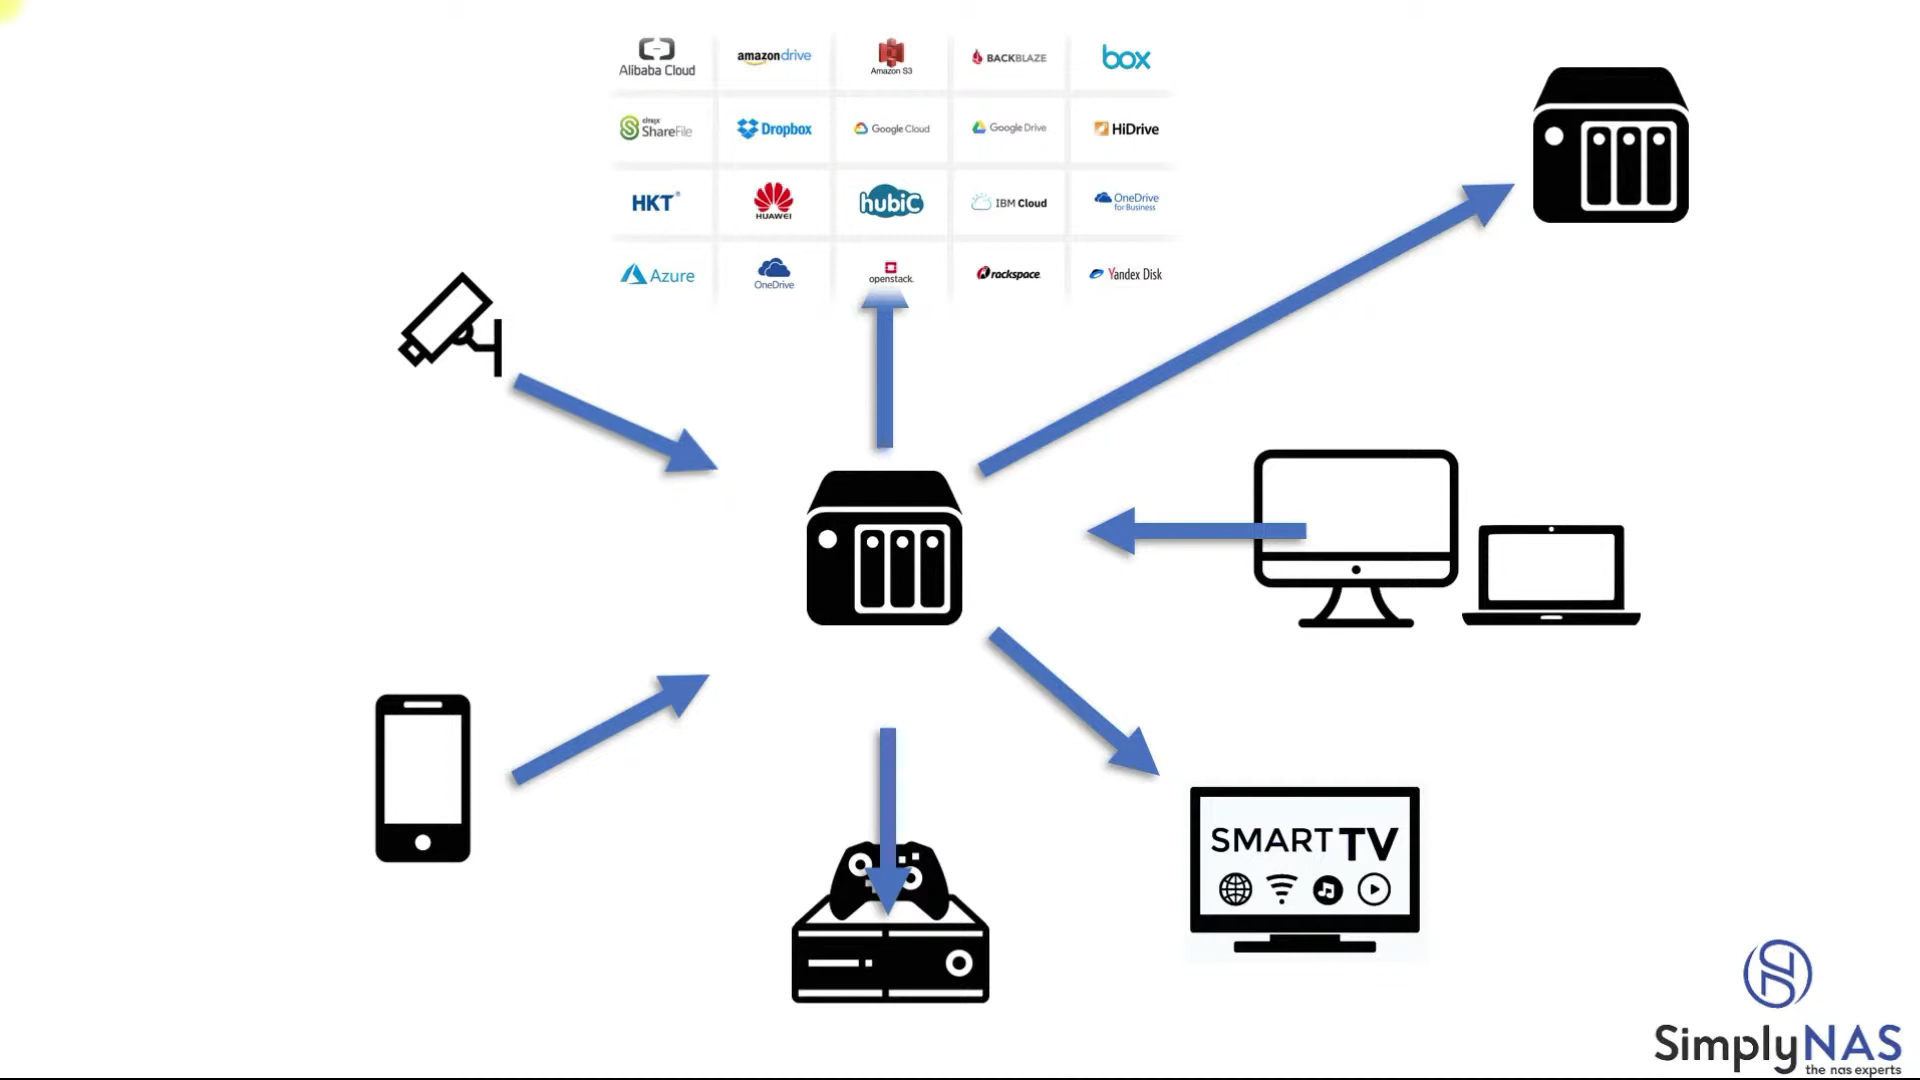 Alibaba Cloud
amazondrive
Amazon S3
BACKBLAZE
box
citrix
ShareFile
Dropbox
Google Cloud
Google Drive
HiDrive
HKT
HUAWEI
hubiC
IBM Cloud
OneDrive
for Business
Azure
OneDrive
openstack.
rackspace
Yandex Disk
SMART TV
SimplyNAS
the nas experts